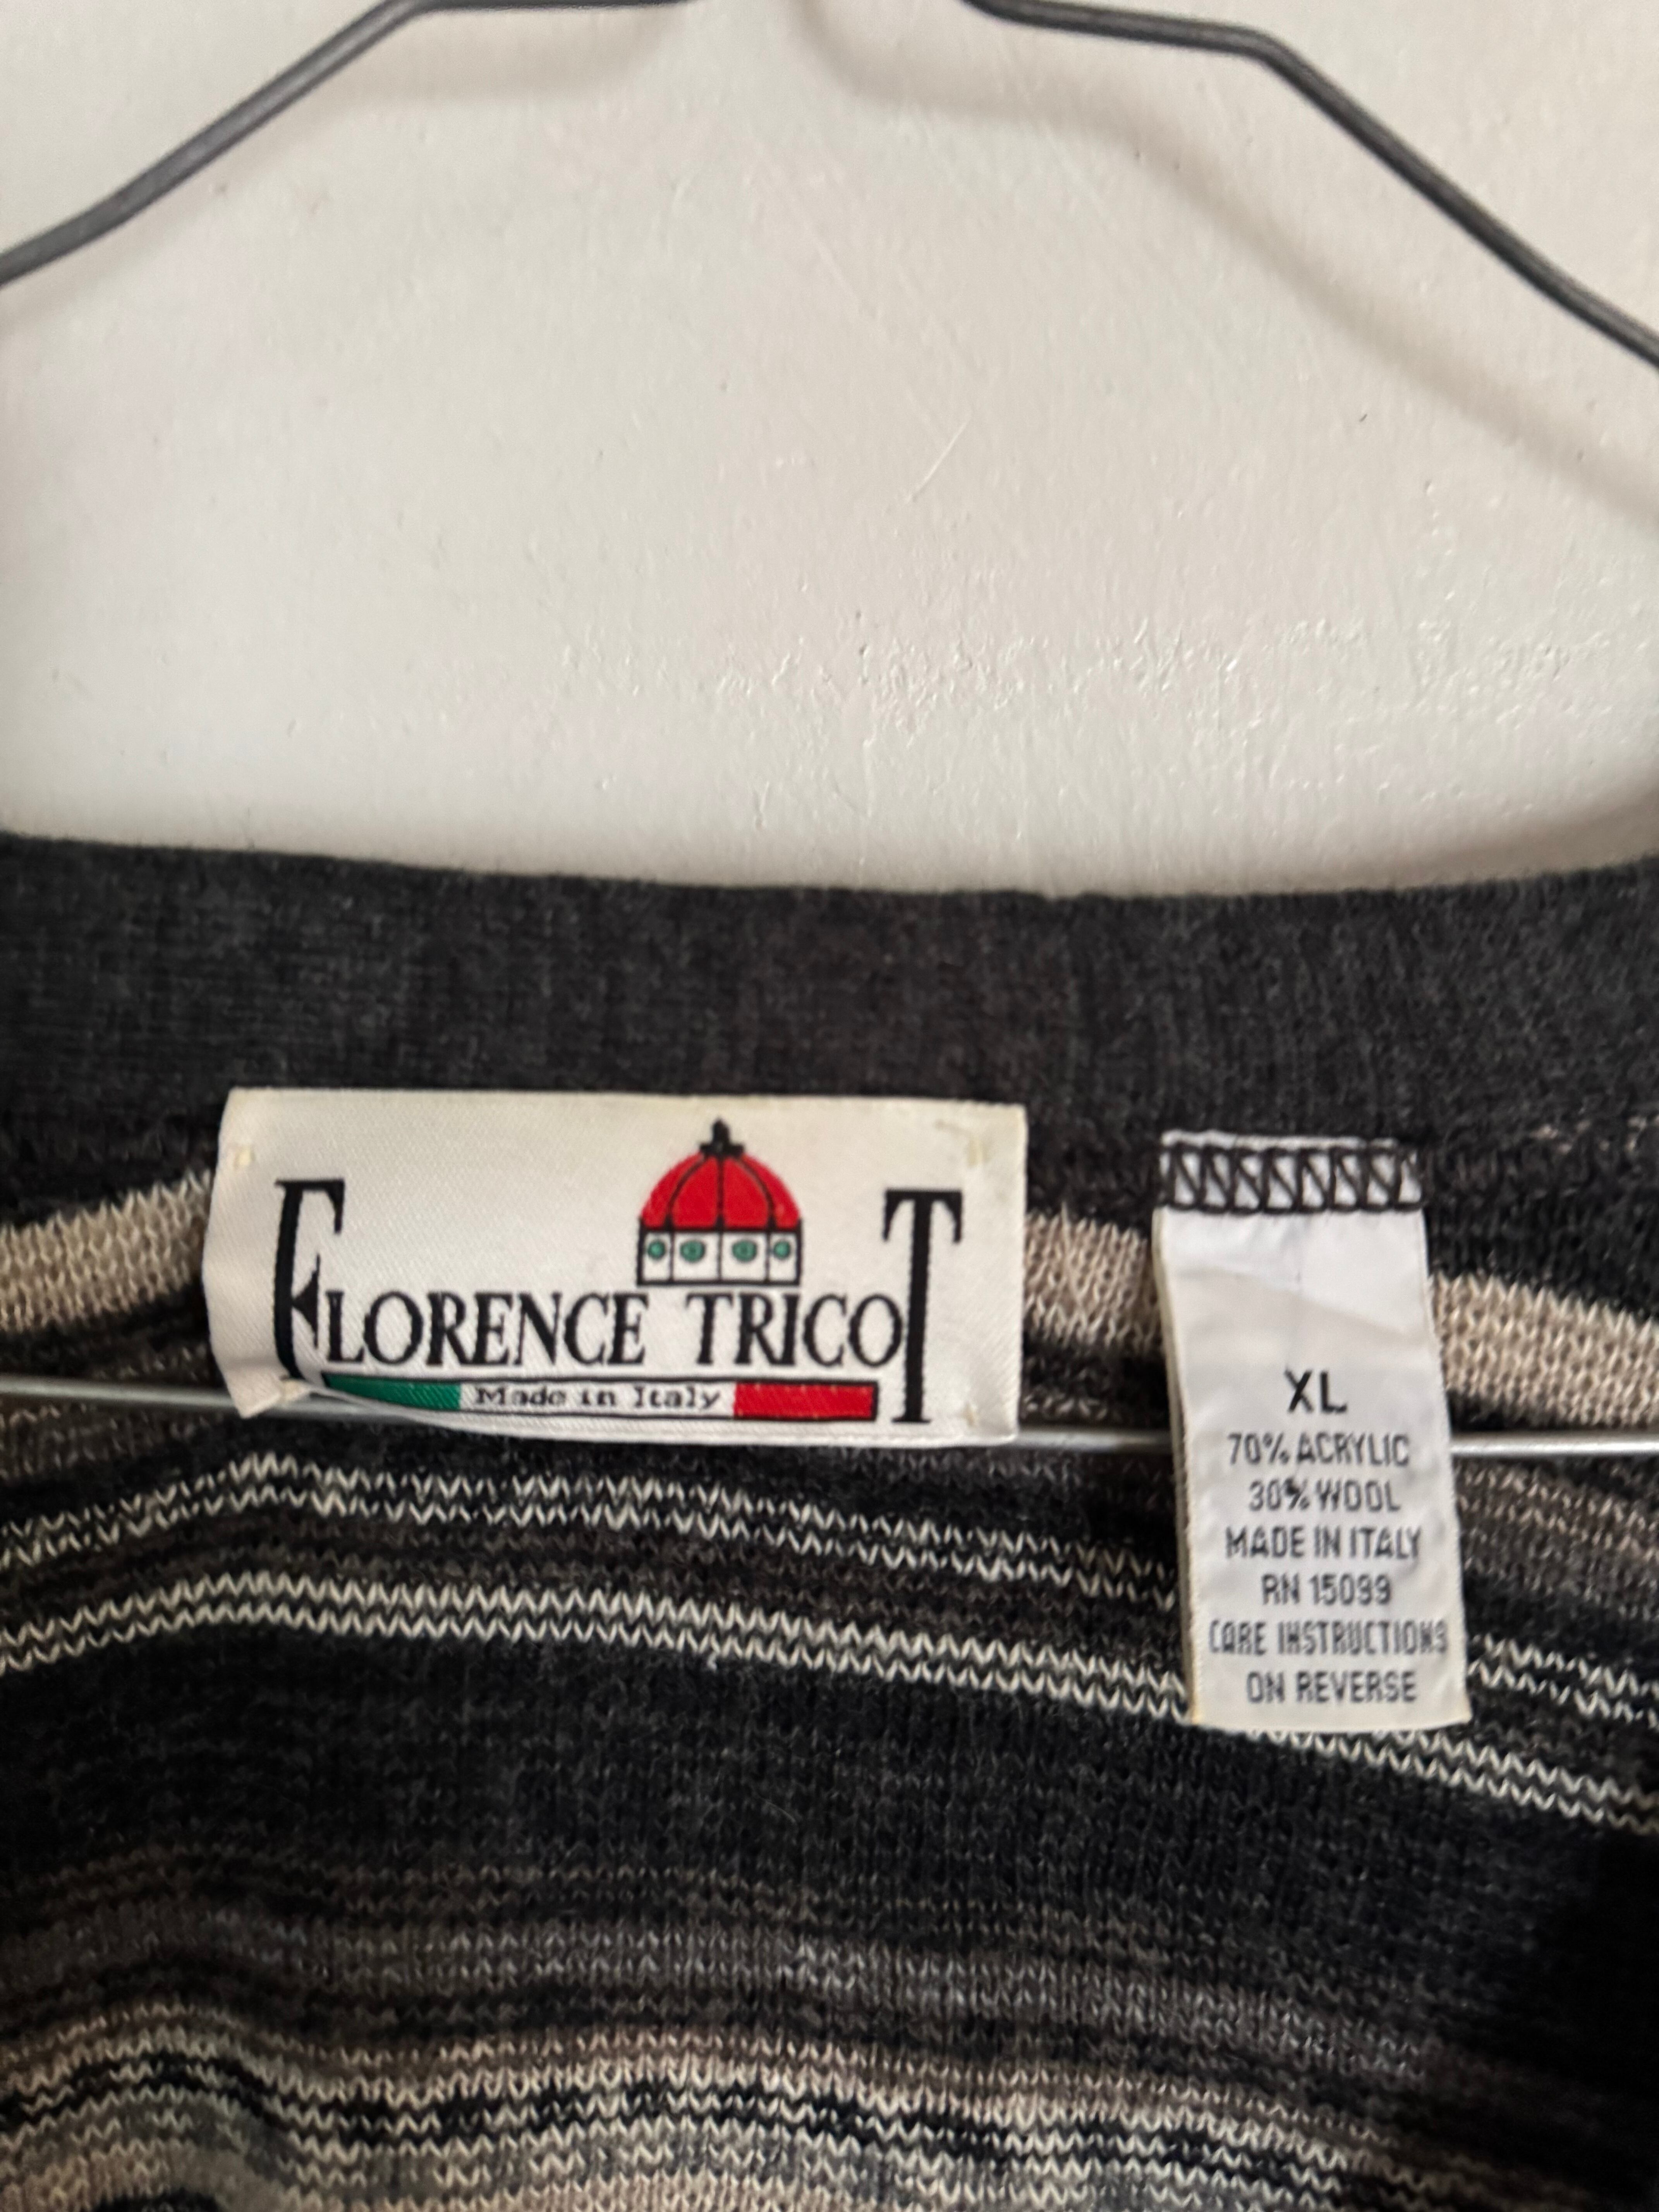 FLORENCE TRICOT
Made in Italy
XL
70% ACRYLIC
30% WOOL
MADE IN ITALY
RN 15099
CARE INSTRUCTIONS
ON REVERSE